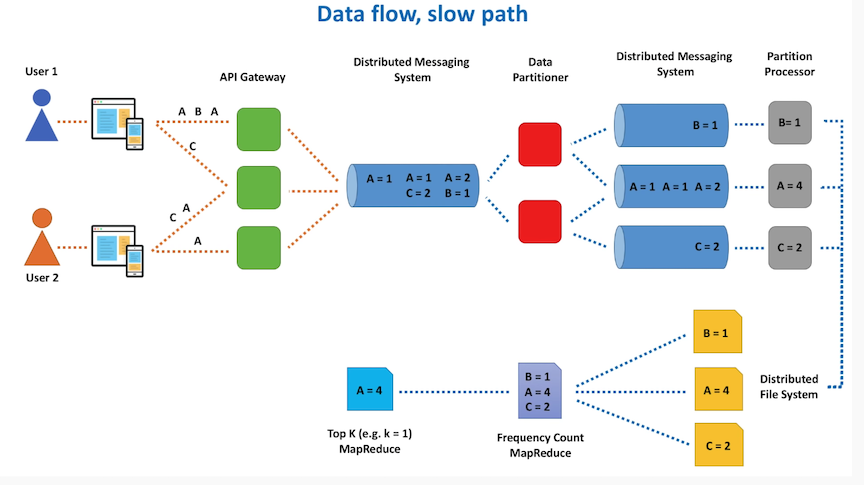 Data flow, slow path
User 1
API Gateway
Distributed Messaging
System
Data
Partitioner
Distributed Messaging
System
Partition
Processor
A B A
C
A
C
A
User 2
A = 1 A = 1 A = 2
C = 2 B = 1
B = 1
A = 1 A = 1 A = 2
C = 2
B= 1
A = 4
C = 2
B = 1
A = 4
C = 2
Distributed
File System
B = 1
A = 4
C = 2
Frequency Count
MapReduce
A = 4
Top K (e.g. k = 1)
MapReduce